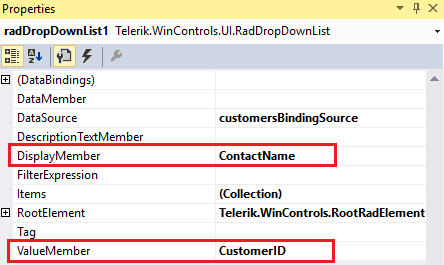 Properties
radDropDownList1 Telerik.WinControls.UI.RadDropDownList
(DataBindings)
DataMember
DataSource customersBindingSource
DescriptionTextMember
DisplayMember ContactName
FilterExpression
Items (Collection)
RootElement Telerik.WinControls.RootRadElement
Tag
ValueMember CustomerID